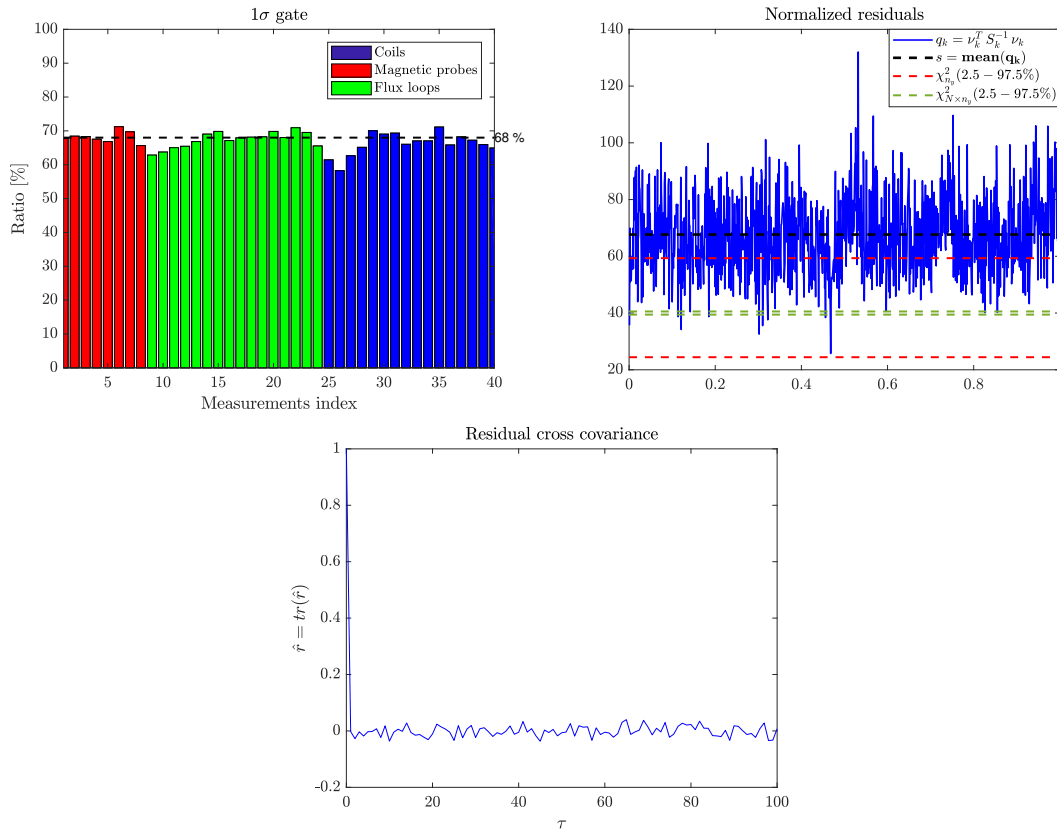 1σ gate
100
90
80
70
60
50
40
30
20
10
0
Ratio [%]
Coils
Magnetic probes
Flux loops
68 %
5 10 15 20 25 30 35 40
Measurements index
Normalized residuals
140
120
100
80
60
40
20
q_k = ν_k^T S_k^{-1} ν_k
s = mean(q_k)
χ²_{n_y}(2.5 − 97.5%)
χ²_{N×n_y}(2.5 − 97.5%)
0 0.2 0.4 0.6 0.8
Residual cross covariance
1
0.8
0.6
0.4
0.2
0
-0.2
r̂ = tr(r̂)
0 20 40 60 80 100
τ